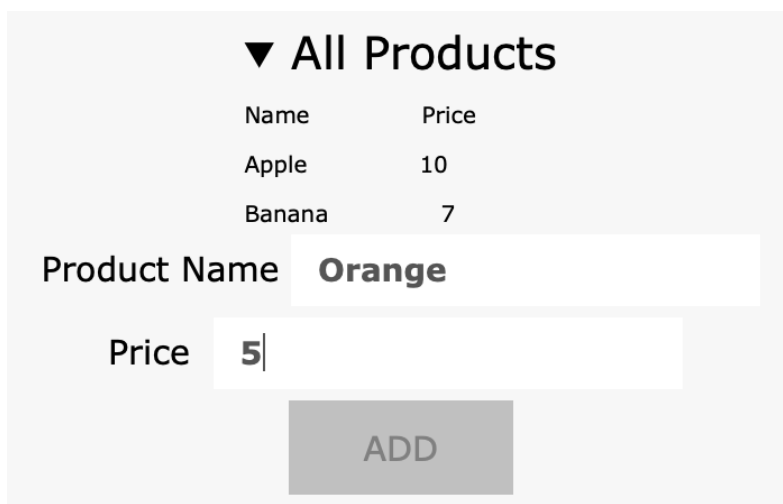 ▼ All Products
Name Price
Apple 10
Banana 7
Product Name Orange
Price 5
ADD